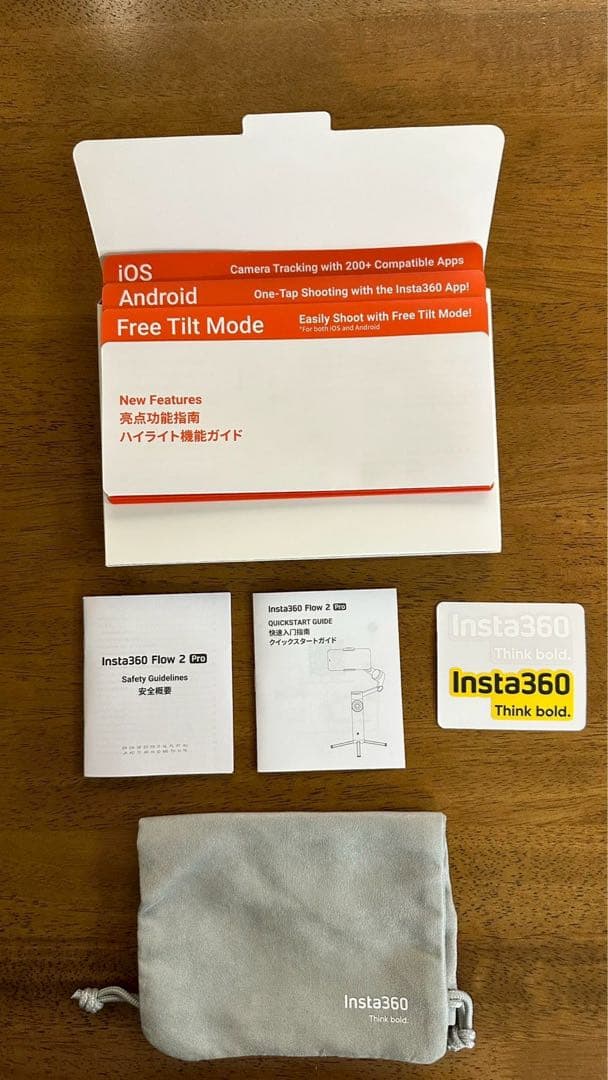 iOS
Camera Tracking with 200+ Compatible Apps
Android
One-Tap Shooting with the Insta360 App!
Free Tilt Mode
Easily Shoot with Free Tilt Mode!
*For both iOS and Android
New Features
亮点功能指南
ハイライト機能ガイド
Insta360 Flow 2 Pro
Safety Guidelines
安全概要
Insta360 Flow 2 Pro
QUICKSTART GUIDE
快速入门指南
クイックスタートガイド
Insta360
Think bold.
Insta360
Think bold.
Insta360
Think bold.